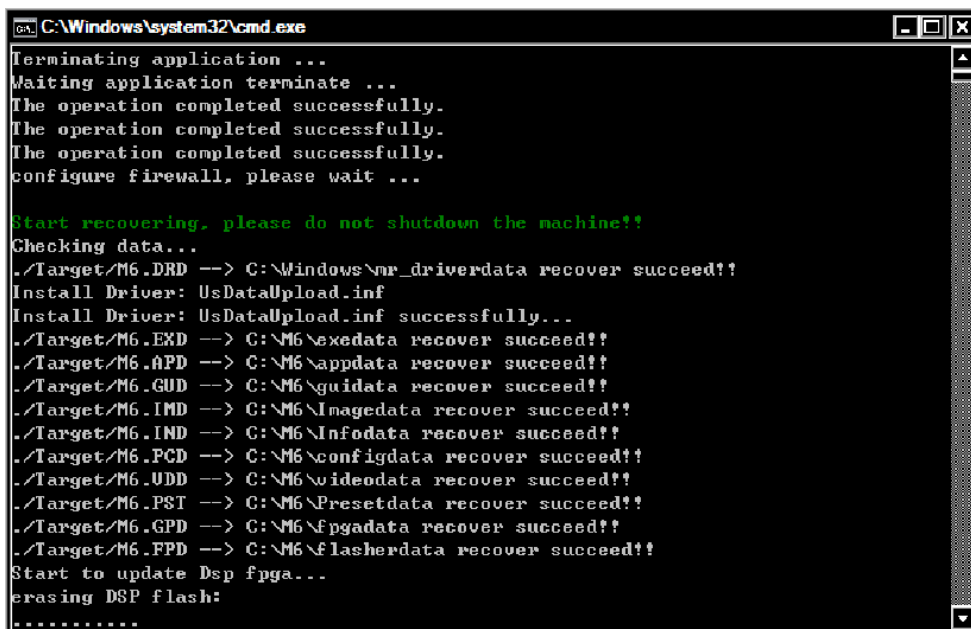 C:\Windows\system32\cmd.exe
Terminating application ...
Waiting application terminate ...
The operation completed successfully.
The operation completed successfully.
The operation completed successfully.
configure firewall, please wait ...
Start recovering, please do not shutdown the machine!!
Checking data...
./Target/M6.DRD --> C:\Windows\mr_driverdata recover succeed!!
Install Driver: UsDataUpload.inf
Install Driver: UsDataUpload.inf successfully...
./Target/M6.EXD --> C:\M6\exedata recover succeed!!
./Target/M6.APD --> C:\M6\appdata recover succeed!!
./Target/M6.GUD --> C:\M6\guidata recover succeed!!
./Target/M6.IMD --> C:\M6\Imagedata recover succeed!!
./Target/M6.IND --> C:\M6\Infodata recover succeed!!
./Target/M6.PCD --> C:\M6\configdata recover succeed!!
./Target/M6.VDD --> C:\M6\videodata recover succeed!!
./Target/M6.PST --> C:\M6\Presetdata recover succeed!!
./Target/M6.GPD --> C:\M6\fpgadata recover succeed!!
./Target/M6.FPD --> C:\M6\flasherdata recover succeed!!
Start to update Dsp fpga...
erasing DSP flash:
...........